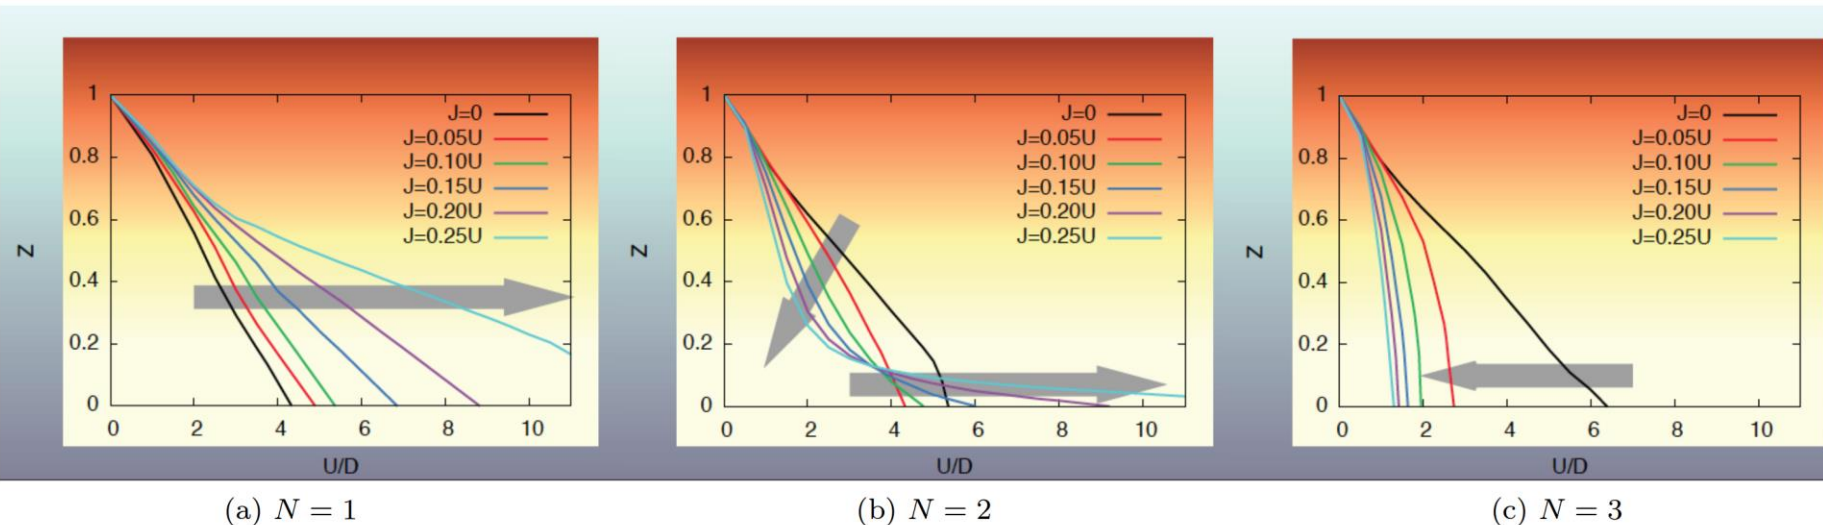 1
0.8
0.6
0.4
0.2
0
Z
0 2 4 6 8 10
U/D
J=0
J=0.05U
J=0.10U
J=0.15U
J=0.20U
J=0.25U
(a) N = 1
1
0.8
0.6
0.4
0.2
0
Z
0 2 4 6 8 10
U/D
J=0
J=0.05U
J=0.10U
J=0.15U
J=0.20U
J=0.25U
(b) N = 2
1
0.8
0.6
0.4
0.2
0
Z
0 2 4 6 8 10
U/D
J=0
J=0.05U
J=0.10U
J=0.15U
J=0.20U
J=0.25U
(c) N = 3